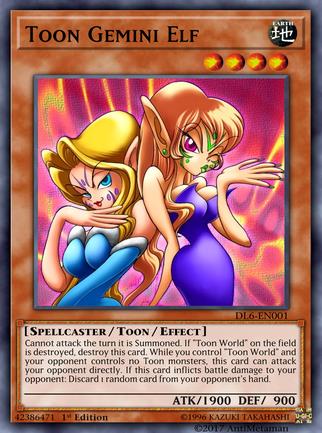 Toon Gemini Elf
EARTH
地
DL6-EN001
[Spellcaster / Toon / Effect]
Cannot attack the turn it is Summoned. If "Toon World" on the
field is destroyed, destroy this card. While you control "Toon World" and
your opponent controls no Toon monsters, this card can attack
your opponent directly. If this card inflicts battle damage to your
opponent: Discard 1 random card from your opponent's hand.
ATK/1900 DEF/ 900
42386471 1st Edition ©1996 KAZUKI TAKAHASHI
©2017 AntiMetaman